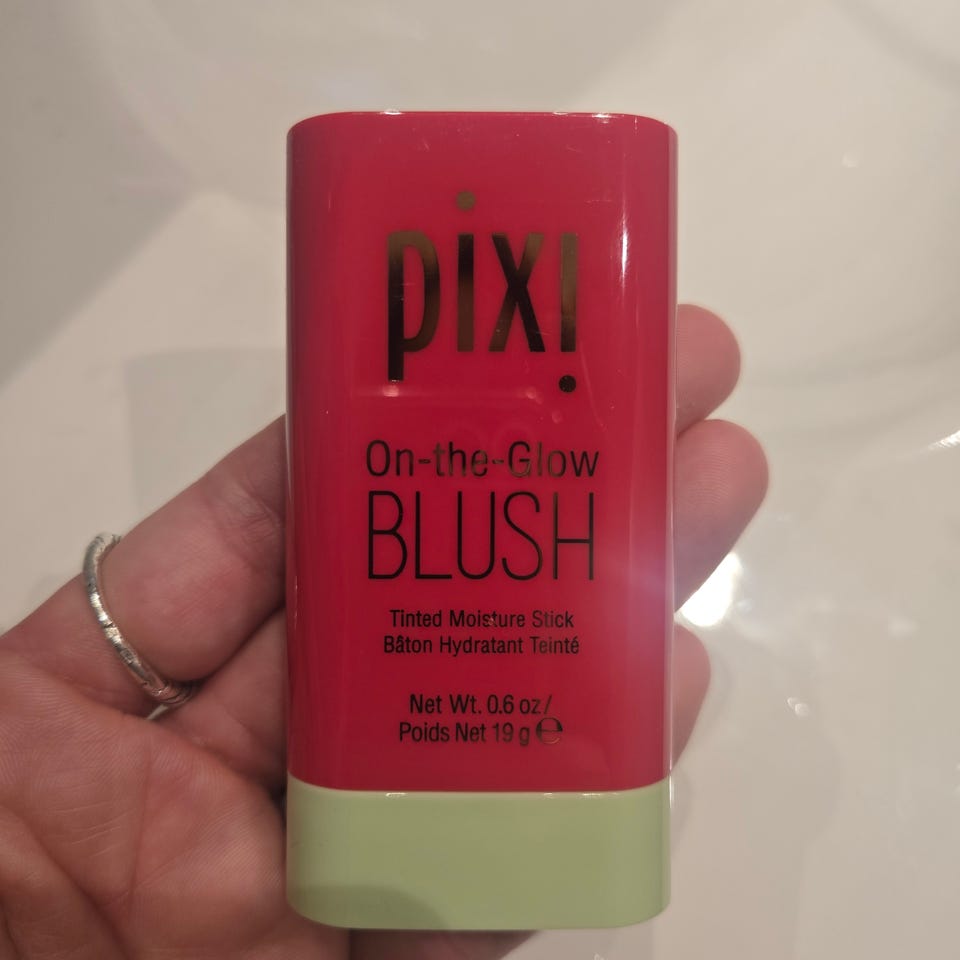 pixi
On-the-Glow
BLUSH
Tinted Moisture Stick
Bâton Hydratant Teinté
Net Wt. 0.6 oz/
Poids Net 19 g ℮